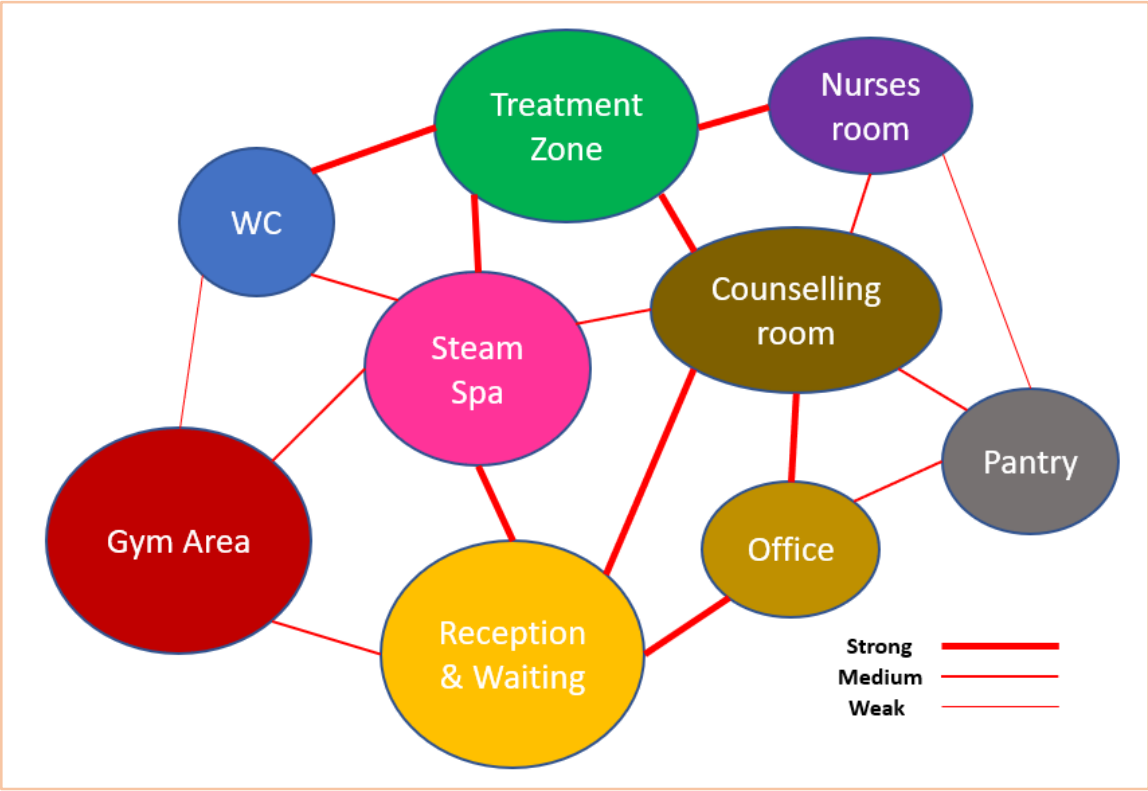 Treatment
Zone
Nurses
room
WC
Counselling
room
Steam
Spa
Pantry
Gym Area
Office
Reception
& Waiting
Strong
Medium
Weak